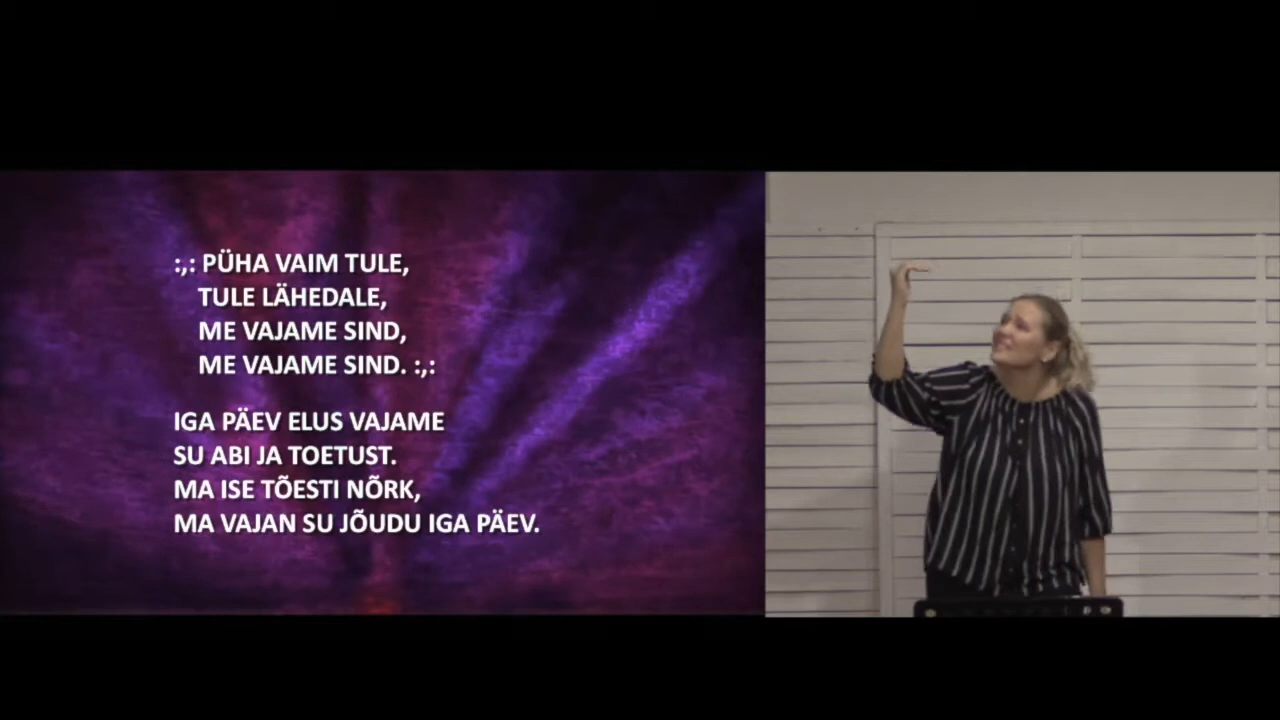 :,: PÜHA VAIM TULE,
TULE LÄHEDALE,
ME VAJAME SIND,
ME VAJAME SIND. :,:
IGA PÄEV ELUS VAJAME
SU ABI JA TOETUST.
MA ISE TÕESTI NÕRK,
MA VAJAN SU JÕUDU IGA PÄEV.